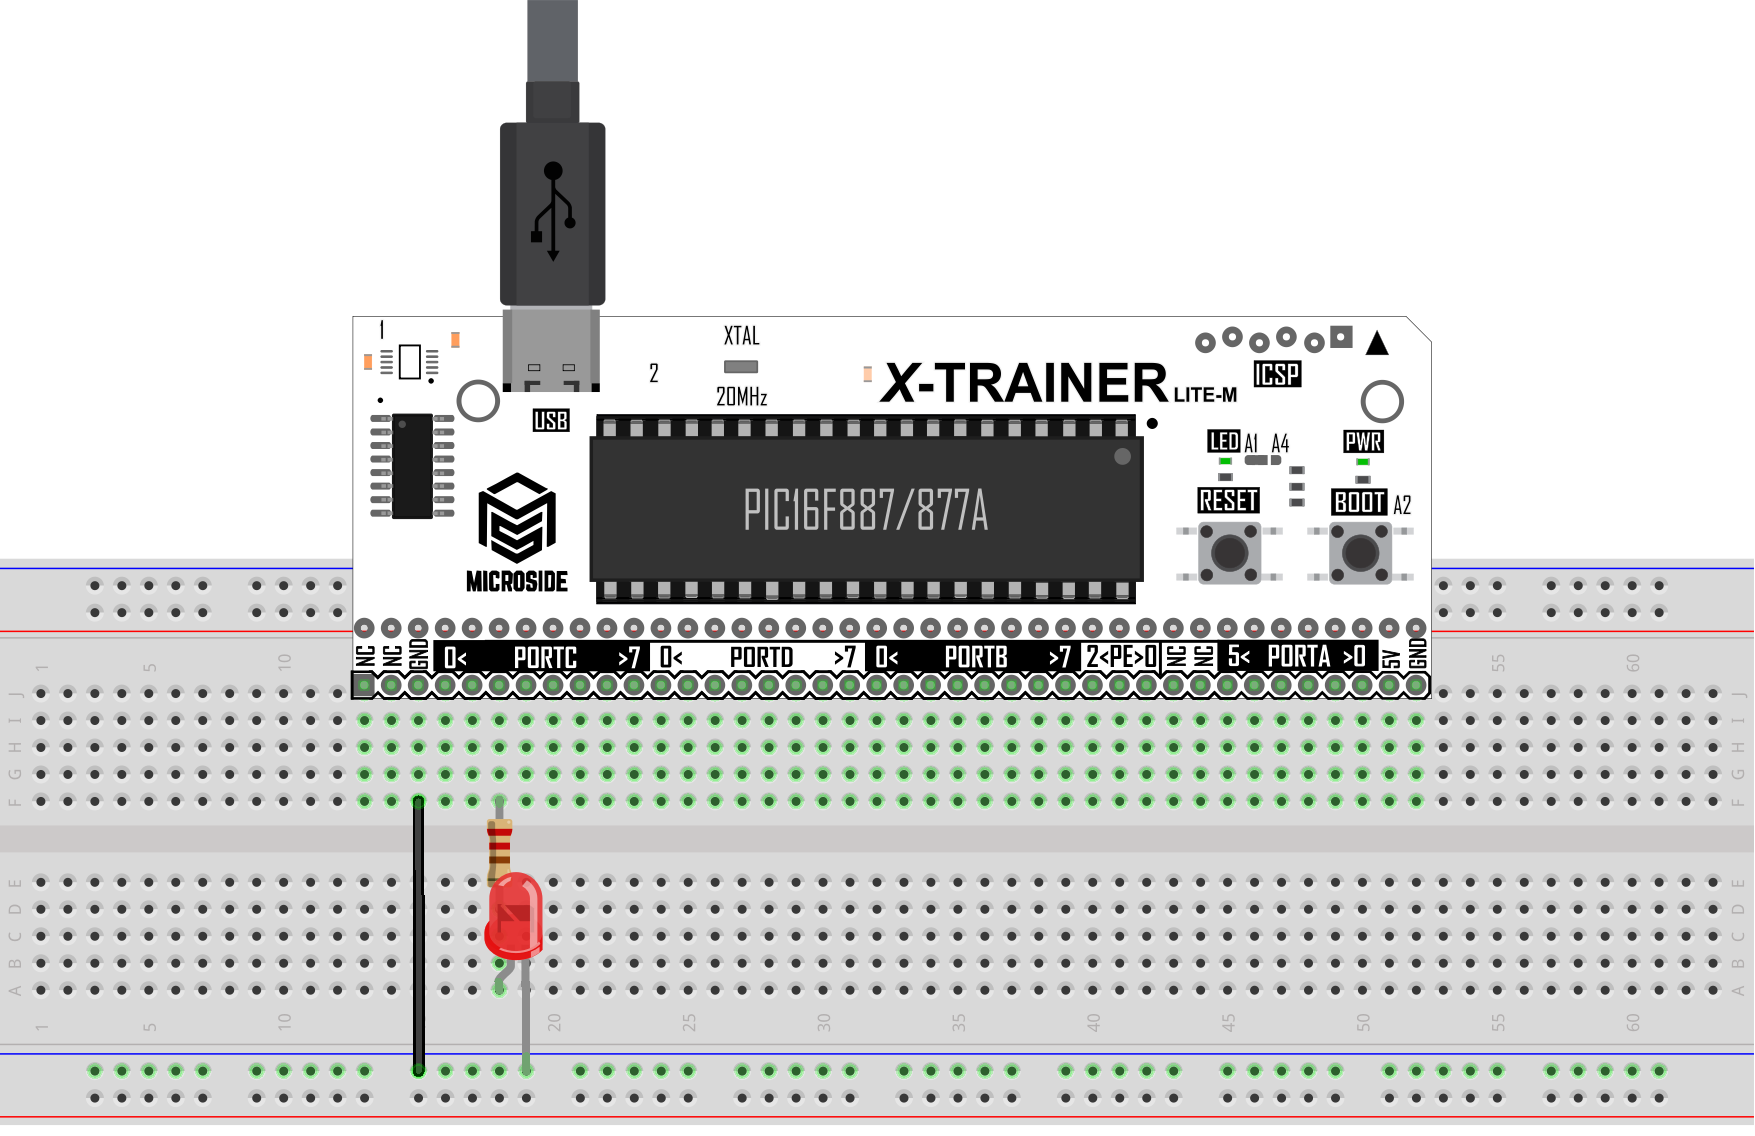 1
XTAL
2
20MHz
X-TRAINER LITE-M
ICSP
USB
LED A1 A4
PWR
RESET
BOOT A2
PIC16F887/877A
MICROSIDE
NC NC GND 0< PORTC >7 0< PORTD >7 0< PORTB >7 2<PE>0 NC NC 5< PORTA >0 5V GND
1 5 10 55 60
J J
I I
H H
G G
F F
E E
D D
C C
B B
A A
1 5 10 20 25 30 35 40 45 50 55 60